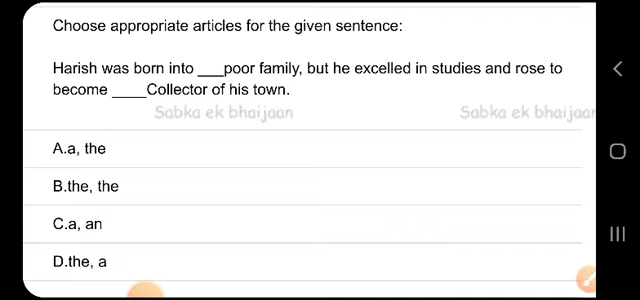 Choose appropriate articles for the given sentence:
Harish was born into ___poor family, but he excelled in studies and rose to
become ____Collector of his town.
Sabka ek bhaijaan Sabka ek bhaijaan
A.a, the
B.the, the
C.a, an
D.the, a